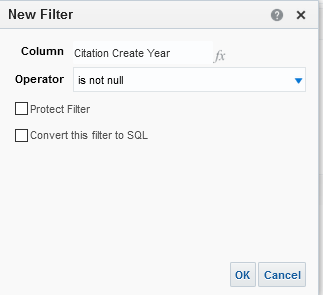 New Filter
Column Citation Create Year fx
Operator is not null
Protect Filter
Convert this filter to SQL
OK Cancel